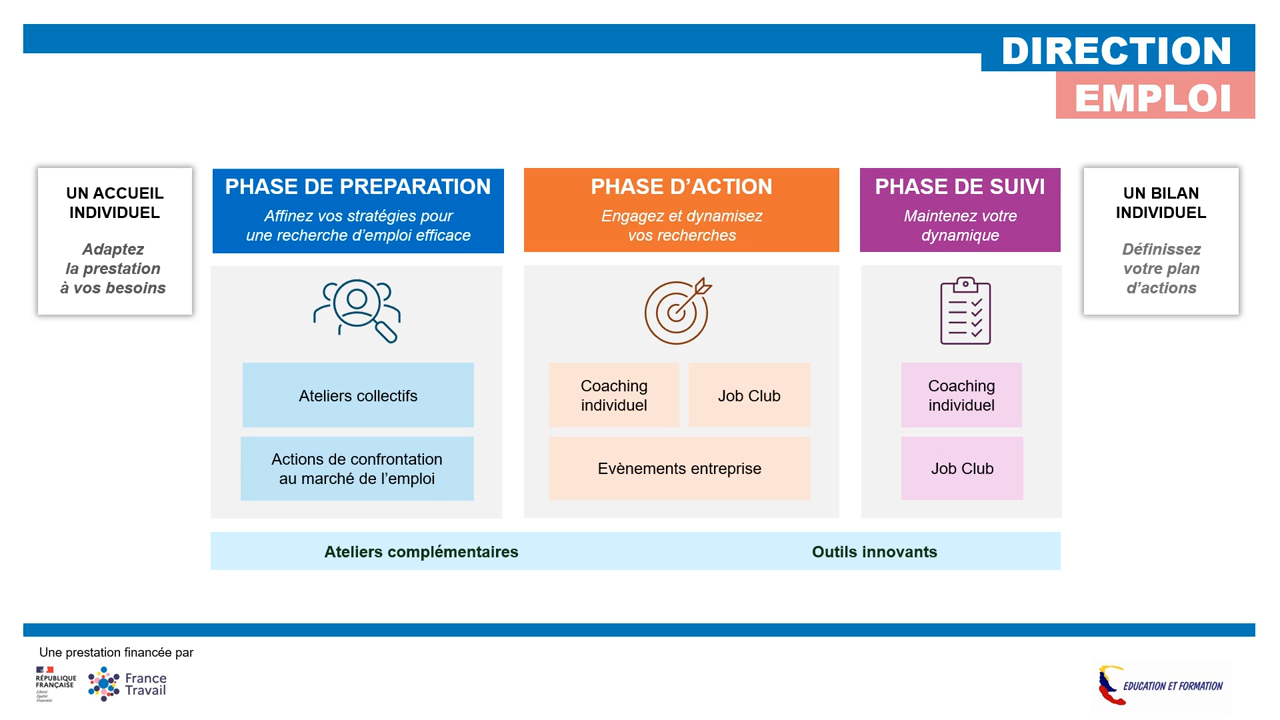 DIRECTION
EMPLOI
UN ACCUEIL
INDIVIDUEL
Adaptez
la prestation
à vos besoins
PHASE DE PREPARATION
Affinez vos stratégies pour
une recherche d’emploi efficace
Ateliers collectifs
Actions de confrontation
au marché de l’emploi
PHASE D’ACTION
Engagez et dynamisez
vos recherches
Coaching
individuel
Job Club
Evènements entreprise
PHASE DE SUIVI
Maintenez votre
dynamique
Coaching
individuel
Job Club
UN BILAN
INDIVIDUEL
Définissez
votre plan
d’actions
Ateliers complémentaires
Outils innovants
Une prestation financée par
RÉPUBLIQUE
FRANÇAISE
Liberté
Égalité
Fraternité
France
Travail
EDUCATION ET FORMATION